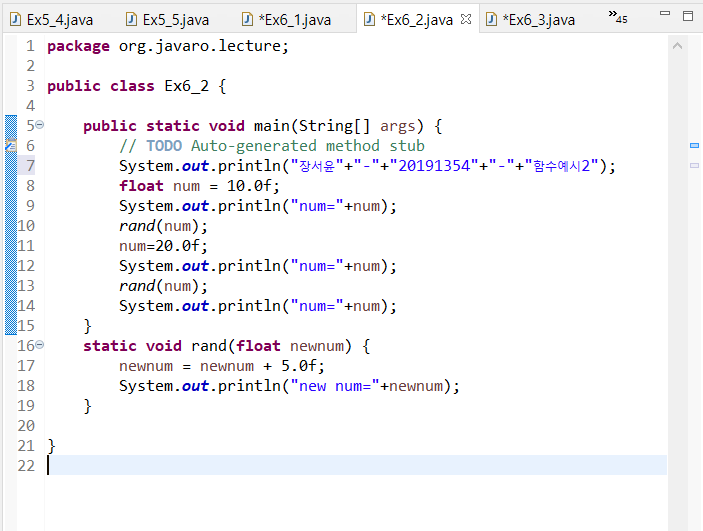 Ex5_4.java Ex5_5.java *Ex6_1.java *Ex6_2.java *Ex6_3.java »45
1 package org.javaro.lecture;
2
3 public class Ex6_2 {
4
5 public static void main(String[] args) {
6 // TODO Auto-generated method stub
7 System.out.println("장서윤"+"-"+"20191354"+"-"+"함수예시2");
8 float num = 10.0f;
9 System.out.println("num="+num);
10 rand(num);
11 num=20.0f;
12 System.out.println("num="+num);
13 rand(num);
14 System.out.println("num="+num);
15 }
16 static void rand(float newnum) {
17 newnum = newnum + 5.0f;
18 System.out.println("new num="+newnum);
19 }
20
21 }
22